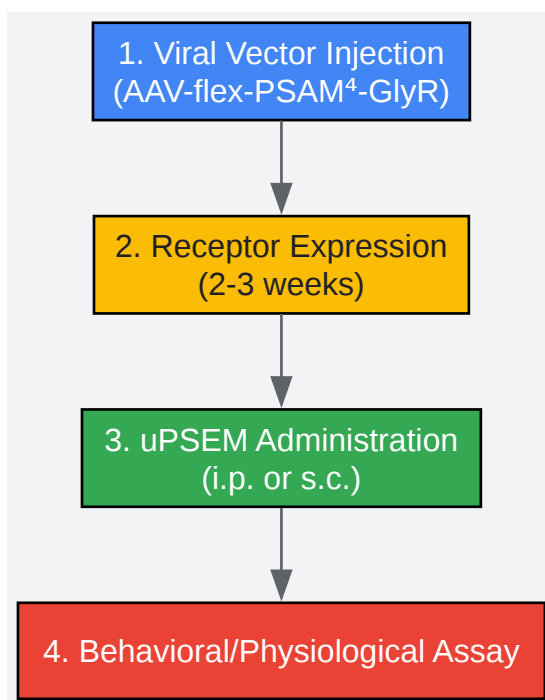 1. Viral Vector Injection
(AAV-flex-PSAM⁴-GlyR)
2. Receptor Expression
(2-3 weeks)
3. uPSEM Administration
(i.p. or s.c.)
4. Behavioral/Physiological Assay